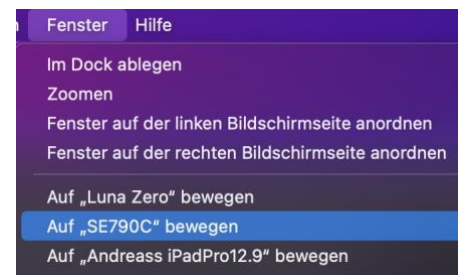 Fenster Hilfe
Im Dock ablegen
Zoomen
Fenster auf der linken Bildschirmseite anordnen
Fenster auf der rechten Bildschirmseite anordnen
Auf „Luna Zero“ bewegen
Auf „SE790C“ bewegen
Auf „Andreass iPadPro12.9“ bewegen